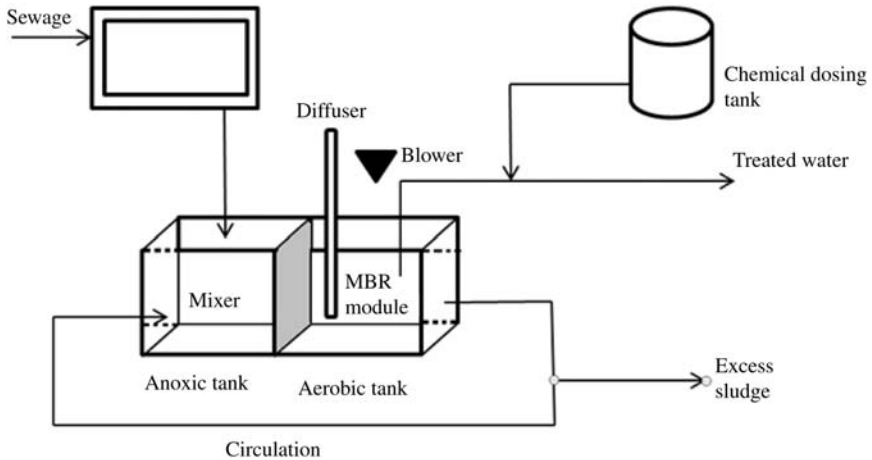 Sewage
Chemical dosing
tank
Diffuser
Blower
Treated water
MBR
module
Mixer
Anoxic tank
Aerobic tank
Excess
sludge
Circulation